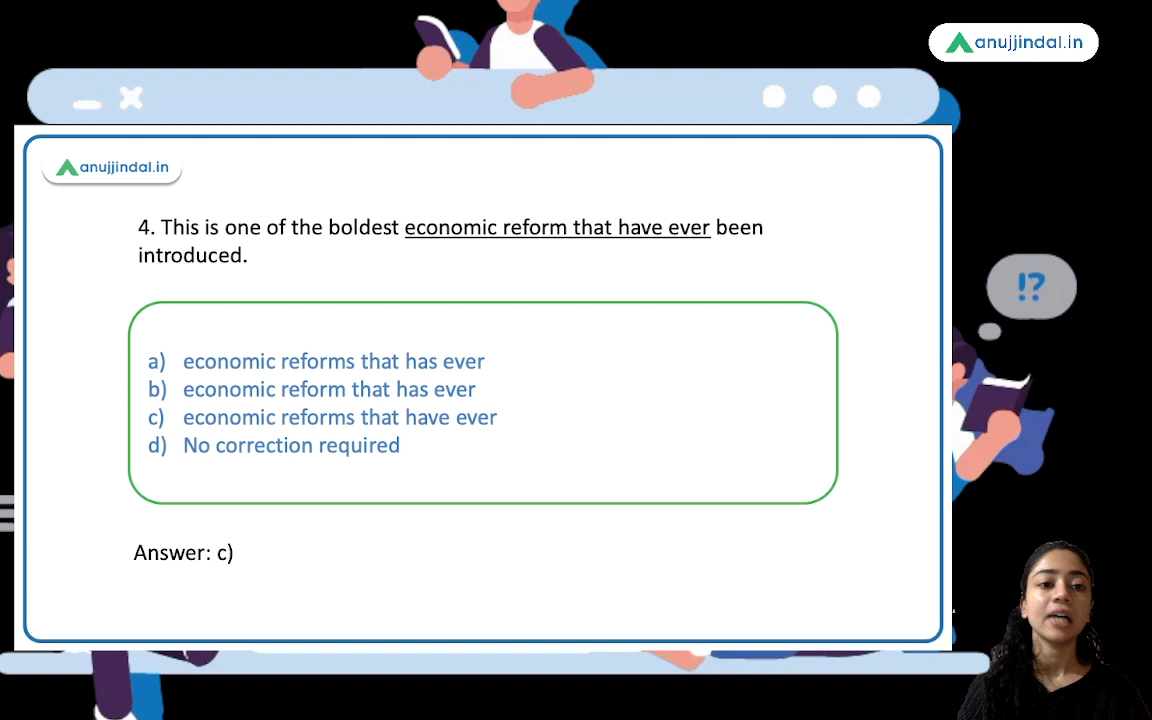 anujjindal.in
anujjindal.in
4. This is one of the boldest economic reform that have ever been
introduced.
!?
a) economic reforms that has ever
b) economic reform that has ever
c) economic reforms that have ever
d) No correction required
Answer: c)